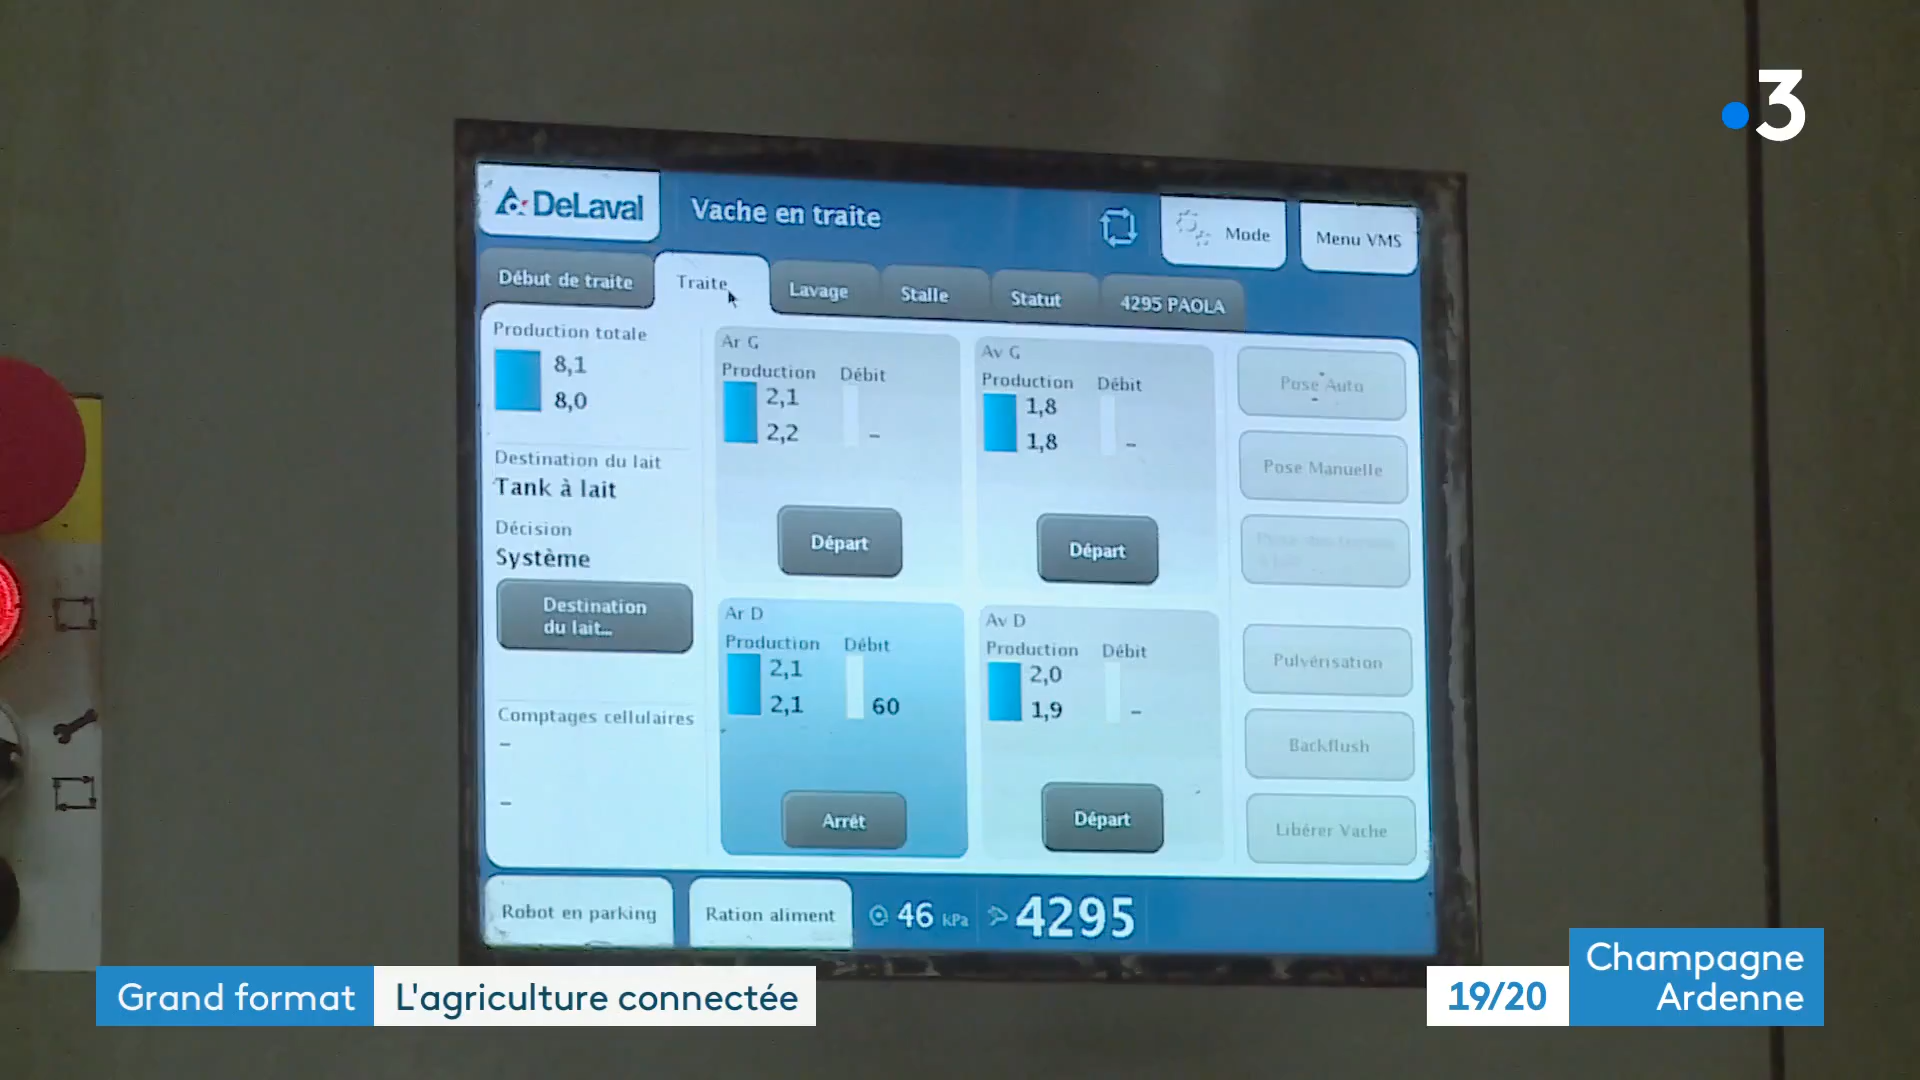 3
DeLaval
Vache en traite
Mode
Menu VMS
Début de traite
Traite
Lavage
Stalle
Statut
4295 PAOLA
Production totale
8,1
8,0
Destination du lait
Tank à lait
Décision
Système
Destination
du lait...
Comptages cellulaires
–
–
Ar G
Production Débit
2,1
2,2 –
Départ
Av G
Production Débit
1,8
1,8 –
Départ
Ar D
Production Débit
2,1
2,1 60
Arrêt
Av D
Production Débit
2,0
1,9 –
Départ
Pose Auto
Pose Manuelle
Pulvérisation
Backflush
Libérer Vache
Robot en parking
Ration aliment
46 kPa
4295
Grand format
L'agriculture connectée
19/20
Champagne
Ardenne